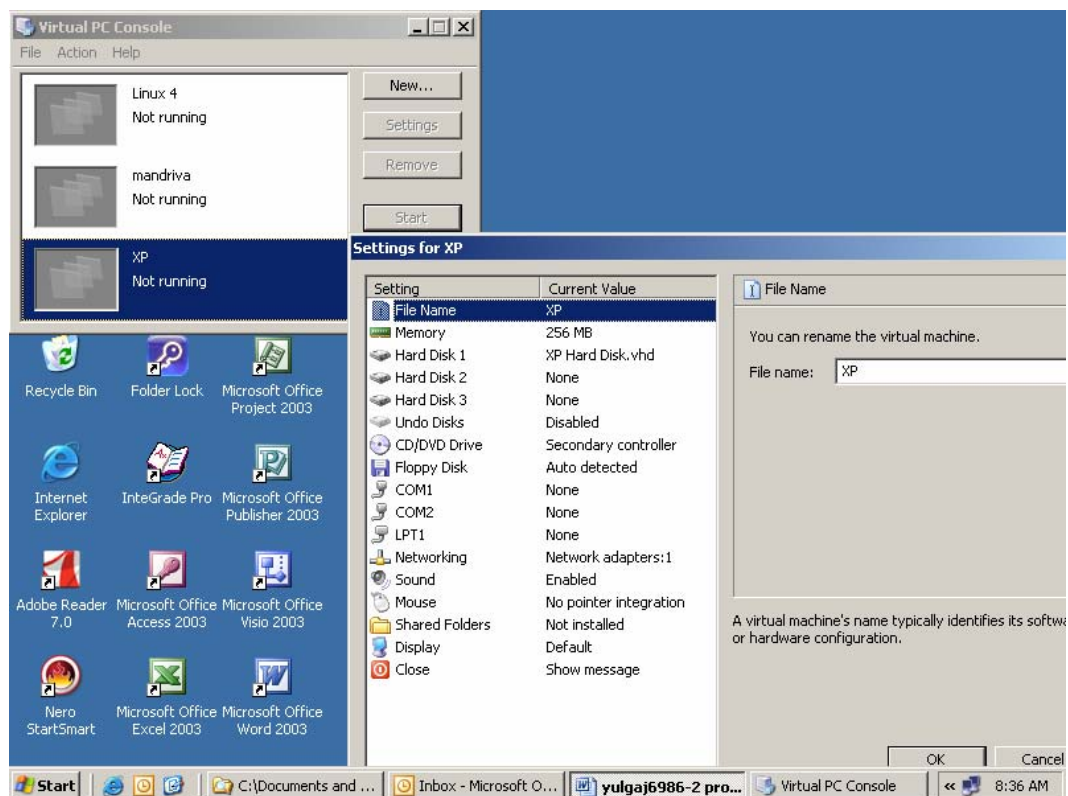 Virtual PC Console
File Action Help
Linux 4
Not running
mandriva
Not running
XP
Not running
New...
Settings
Remove
Start
Settings for XP
Setting Current Value
File Name XP
Memory 256 MB
Hard Disk 1 XP Hard Disk.vhd
Hard Disk 2 None
Hard Disk 3 None
Undo Disks Disabled
CD/DVD Drive Secondary controller
Floppy Disk Auto detected
COM1 None
COM2 None
LPT1 None
Networking Network adapters:1
Sound Enabled
Mouse No pointer integration
Shared Folders Not installed
Display Default
Close Show message
File Name
You can rename the virtual machine.
File name: XP
A virtual machine's name typically identifies its softwa
or hardware configuration.
OK Cancel
Recycle Bin
Folder Lock
Microsoft Office
Project 2003
Internet
Explorer
InteGrade Pro
Microsoft Office
Publisher 2003
Adobe Reader
7.0
Microsoft Office
Access 2003
Microsoft Office
Visio 2003
Nero
StartSmart
Microsoft Office
Excel 2003
Microsoft Office
Word 2003
Start C:\Documents and ... Inbox - Microsoft O... yulgaj6986-2 pro... Virtual PC Console « 8:36 AM